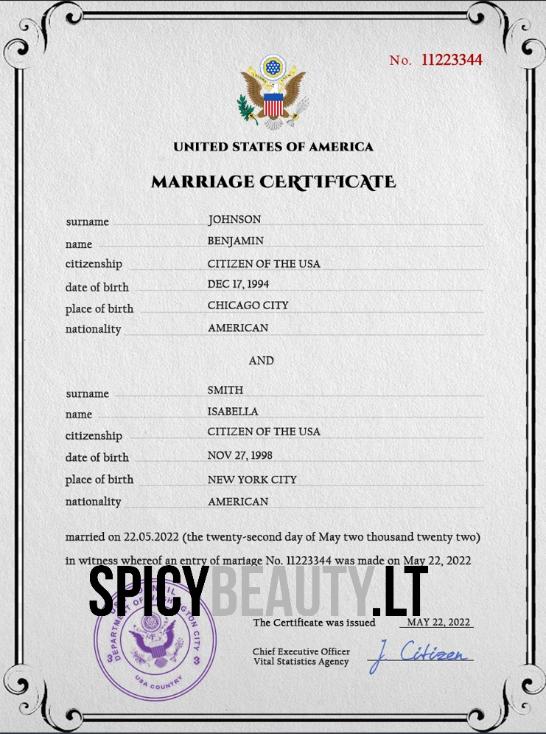 No. 11223344
UNITED STATES OF AMERICA
MARRIAGE CERTIFICATE
surname JOHNSON
name BENJAMIN
citizenship CITIZEN OF THE USA
date of birth DEC 17, 1994
place of birth CHICAGO CITY
nationality AMERICAN
AND
surname SMITH
name ISABELLA
citizenship CITIZEN OF THE USA
date of birth NOV 27, 1998
place of birth NEW YORK CITY
nationality AMERICAN
married on 22.05.2022 (the twenty-second day of May two thousand twenty two)
in witness whereof an entry of mariage No. 11223344 was made on May 22, 2022
SPICYBEAUTY.LT
DEPARTMENT OF WASHINGTON CITY
USA COUNTRY
The Certificate was issued MAY 22, 2022
Chief Executive Officer
Vital Statistics Agency
J. Citizen